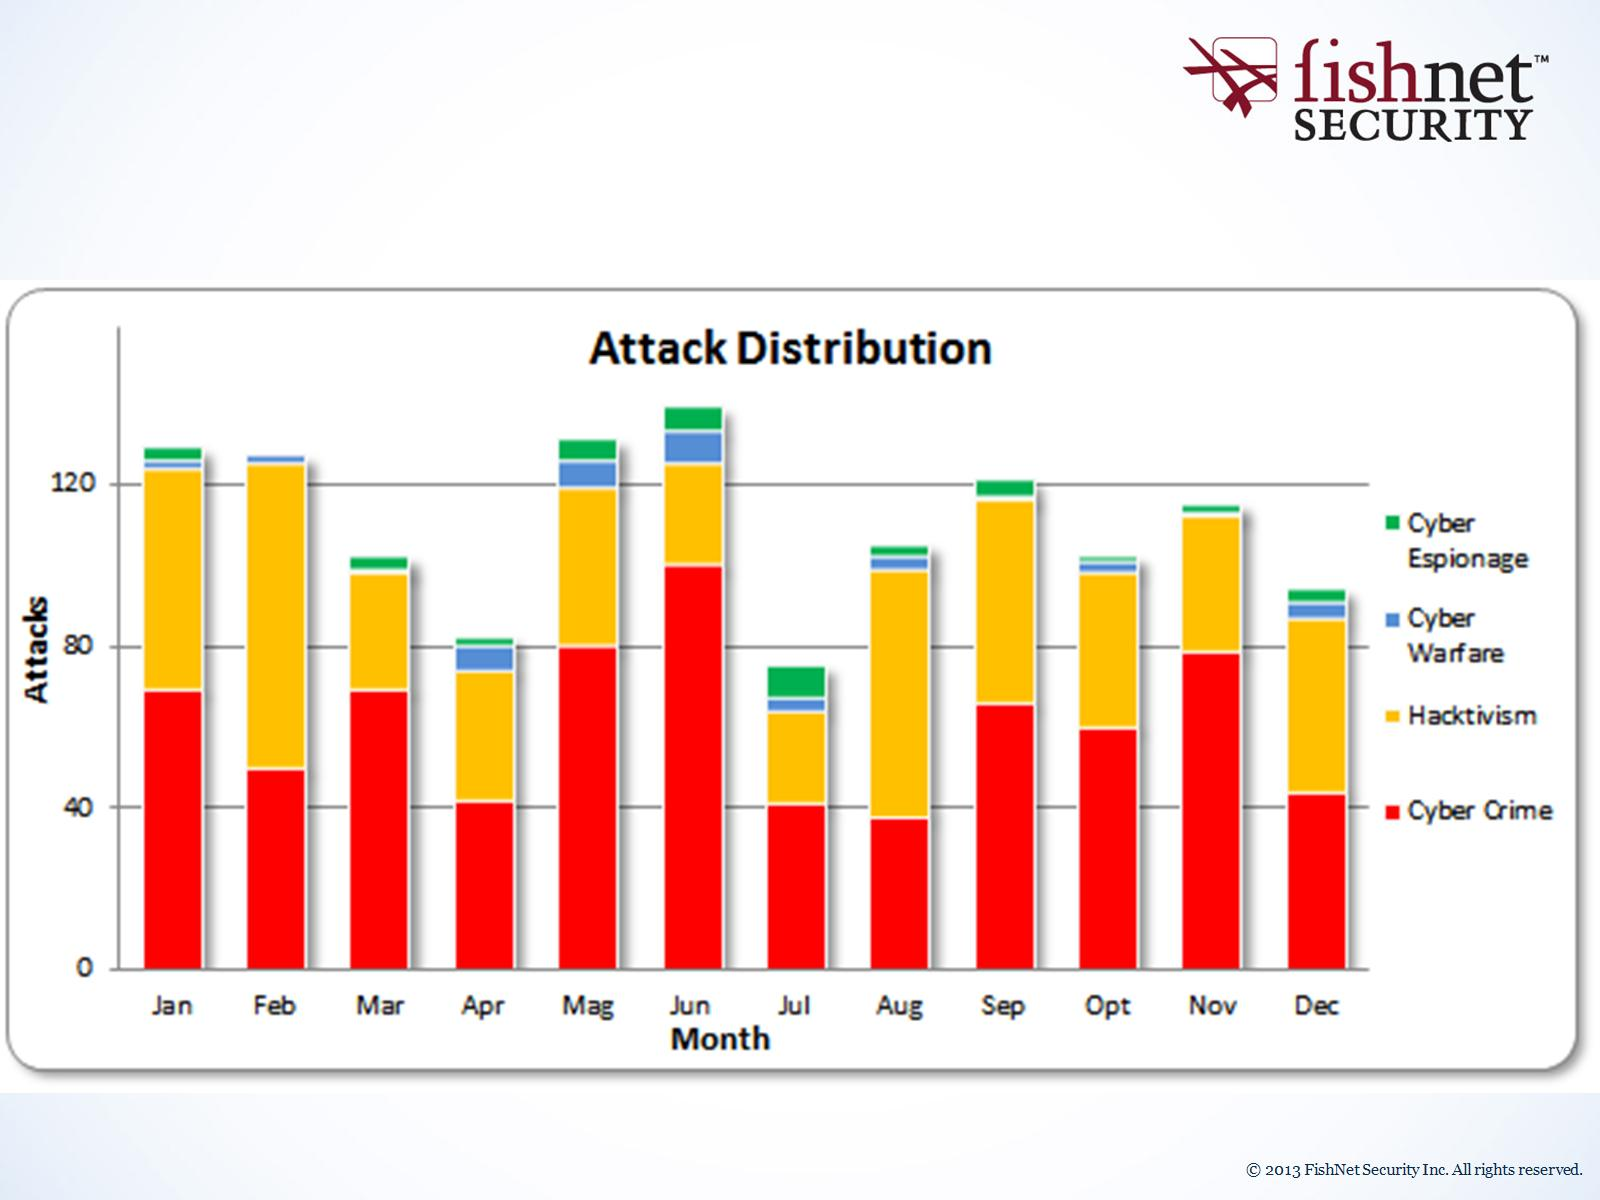 fishnet™
SECURITY
Attack Distribution
120
80
40
0
Attacks
Jan Feb Mar Apr Mag Jun Jul Aug Sep Opt Nov Dec
Month
Cyber
Espionage
Cyber
Warfare
Hacktivism
Cyber Crime
© 2013 FishNet Security Inc. All rights reserved.